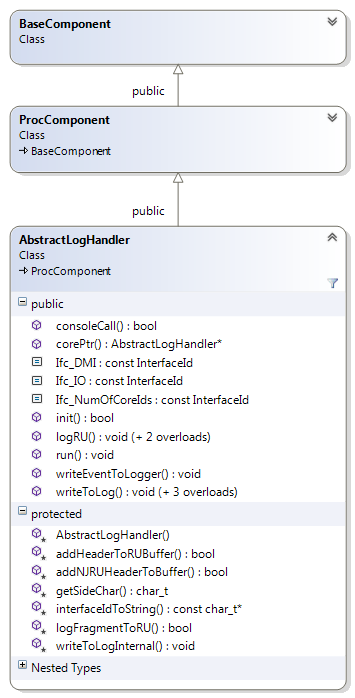 BaseComponent
Class
public
ProcComponent
Class
BaseComponent
public
AbstractLogHandler
Class
ProcComponent
public
consoleCall() : bool
corePtr() : AbstractLogHandler*
Ifc_DMI : const InterfaceId
Ifc_IO : const InterfaceId
Ifc_NumOfCoreIds : const InterfaceId
init() : bool
logRU() : void (+ 2 overloads)
run() : void
writeEventToLogger() : void
writeToLog() : void (+ 3 overloads)
protected
AbstractLogHandler()
addHeaderToRUBuffer() : bool
addNJRUHeaderToBuffer() : bool
getSideChar() : char_t
interfaceIdToString() : const char_t*
logFragmentToRU() : bool
writeToLogInternal() : void
Nested Types